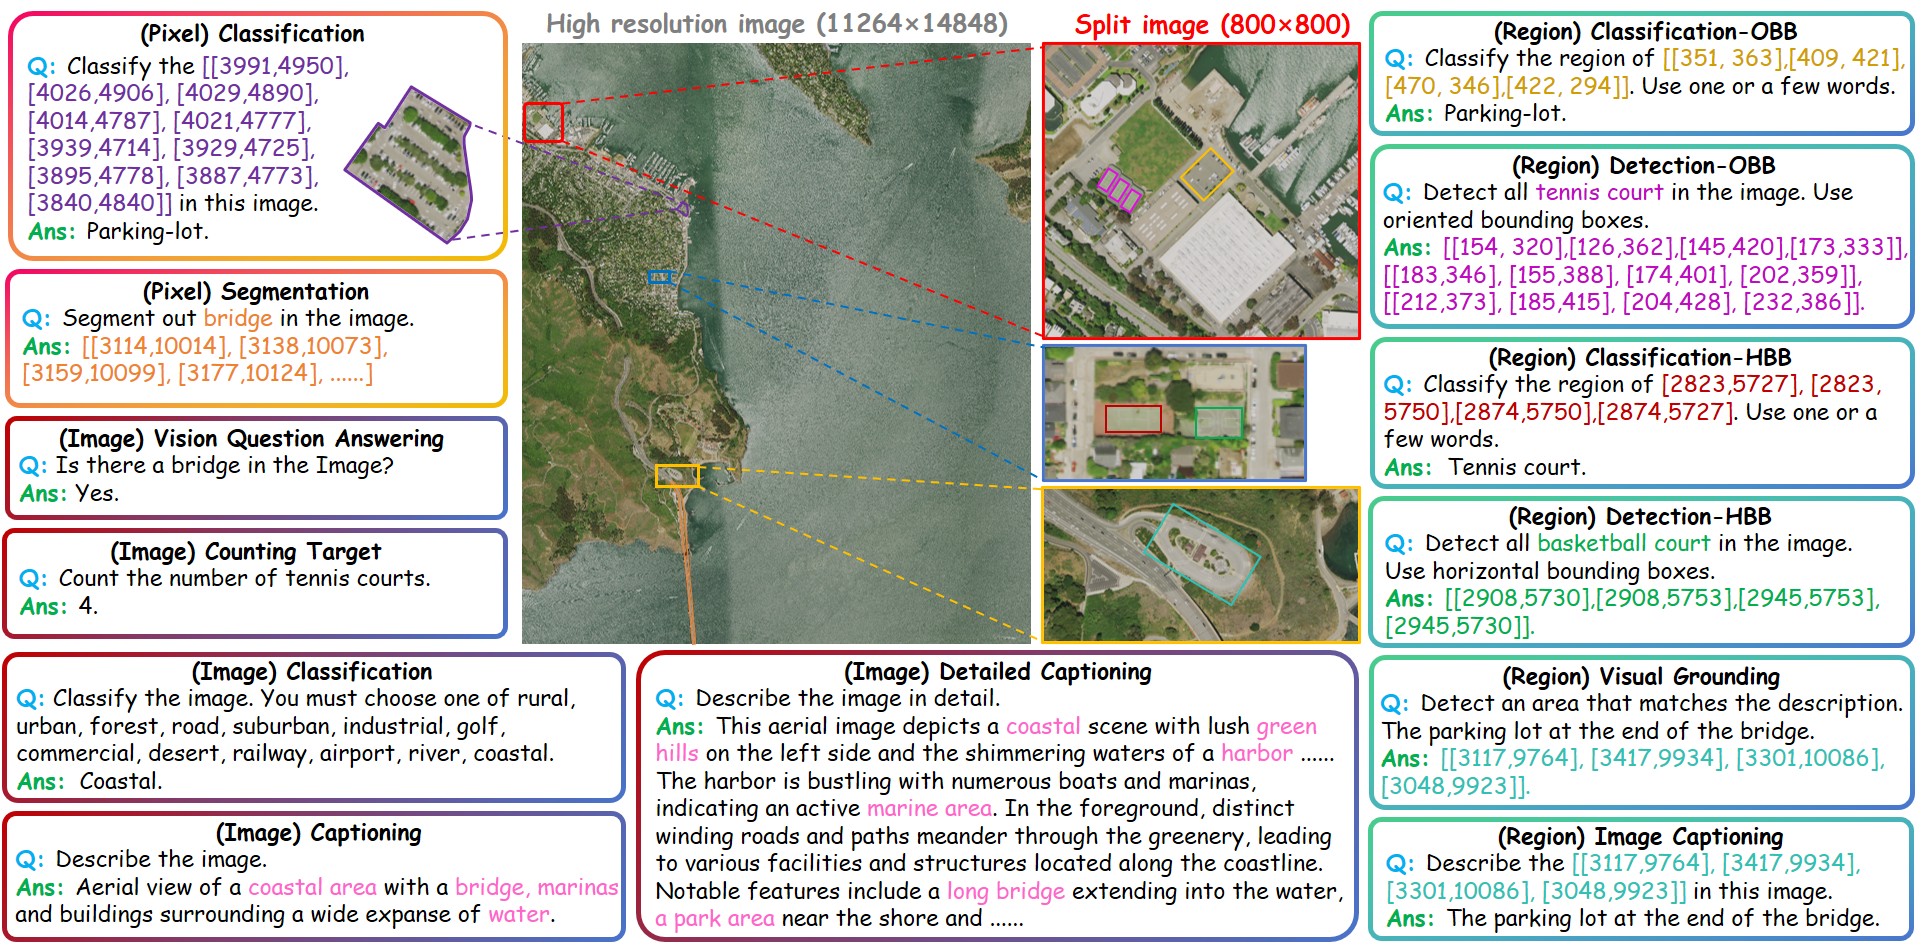 (Pixel) Classification
Q: Classify the [[3991,4950],
[4026,4906], [4029,4890],
[4014,4787], [4021,4777],
[3939,4714], [3929,4725],
[3895,4778], [3887,4773],
[3840,4840]] in this image.
Ans: Parking-lot.
(Pixel) Segmentation
Q: Segment out bridge in the image.
Ans: [[3114,10014], [3138,10073],
[3159,10099], [3177,10124], ......]
(Image) Vision Question Answering
Q: Is there a bridge in the Image?
Ans: Yes.
(Image) Counting Target
Q: Count the number of tennis courts.
Ans: 4.
High resolution image (11264×14848)
Split image (800×800)
(Region) Classification-OBB
Q: Classify the region of [[351, 363],[409, 421],
[470, 346],[422, 294]]. Use one or a few words.
Ans: Parking-lot.
(Region) Detection-OBB
Q: Detect all tennis court in the image. Use
oriented bounding boxes.
Ans: [[154, 320],[126,362],[145,420],[173,333]],
[[183,346], [155,388], [174,401], [202,359]],
[[212,373], [185,415], [204,428], [232,386]].
(Region) Classification-HBB
Q: Classify the region of [2823,5727], [2823,
5750],[2874,5750],[2874,5727]. Use one or a
few words.
Ans: Tennis court.
(Region) Detection-HBB
Q: Detect all basketball court in the image.
Use horizontal bounding boxes.
Ans: [[2908,5730],[2908,5753],[2945,5753],
[2945,5730]].
(Image) Classification
Q: Classify the image. You must choose one of rural,
urban, forest, road, suburban, industrial, golf,
commercial, desert, railway, airport, river, coastal.
Ans: Coastal.
(Image) Captioning
Q: Describe the image.
Ans: Aerial view of a coastal area with a bridge, marinas
and buildings surrounding a wide expanse of water.
(Image) Detailed Captioning
Q: Describe the image in detail.
Ans: This aerial image depicts a coastal scene with lush green
hills on the left side and the shimmering waters of a harbor ......
The harbor is bustling with numerous boats and marinas,
indicating an active marine area. In the foreground, distinct
winding roads and paths meander through the greenery, leading
to various facilities and structures located along the coastline.
Notable features include a long bridge extending into the water,
a park area near the shore and ......
(Region) Visual Grounding
Q: Detect an area that matches the description.
The parking lot at the end of the bridge.
Ans: [[3117,9764], [3417,9934], [3301,10086],
[3048,9923]].
(Region) Image Captioning
Q: Describe the [[3117,9764], [3417,9934],
[3301,10086], [3048,9923]] in this image.
Ans: The parking lot at the end of the bridge.